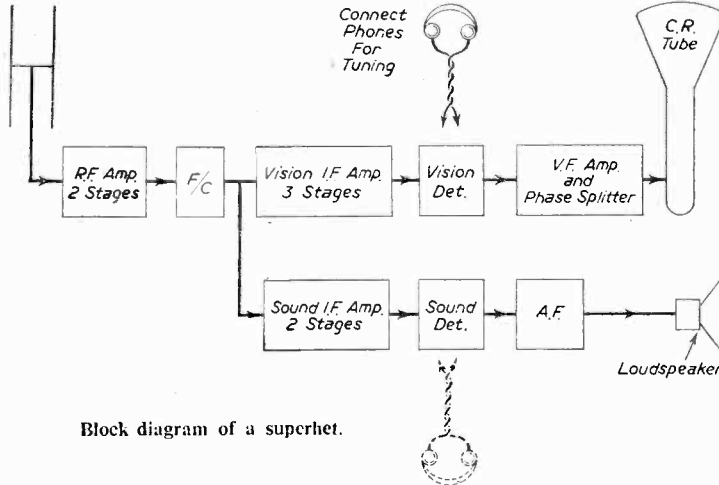 Connect
Phones
For
Tuning
C.R.
Tube
R.F. Amp.
2 Stages
F/C
Vision I.F. Amp.
3 Stages
Vision
Det.
V.F. Amp.
and
Phase Splitter
Sound I.F. Amp.
2 Stages
Sound
Det.
A.F.
Loudspeaker
Block diagram of a superhet.